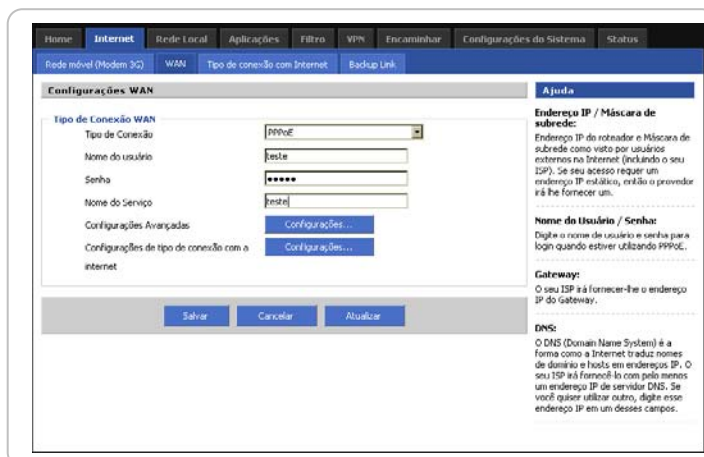 Home Internet Rede Local Aplicações Filtro VPN Encaminhar Configurações do Sistema Status
Rede móvel (Modem 3G) WAN Tipo de conexão com Internet Backup Link
Configurações WAN
Tipo de Conexão WAN
Tipo de Conexão PPPoE
Nome do usuário teste
Senha •••••
Nome do Serviço teste
Configurações Avançadas Configurações...
Configurações de tipo de conexão com a Configurações...
internet
Salvar Cancelar Atualizar
Ajuda
Endereço IP / Máscara de
subrede:
Endereço IP do roteador e Máscara de
subrede como visto por usuários
externos na Internet (incluindo o seu
ISP). Se seu acesso requer um
endereço IP estático, então o provedor
irá lhe fornecer um.
Nome do Usuário / Senha:
Digite o nome de usuário e senha para
login quando estiver utilizando PPPoE.
Gateway:
O seu ISP irá fornecer-lhe o endereço
IP do Gateway.
DNS:
O DNS (Domain Name System) é a
forma como a Internet traduz nomes
de domínio e hosts em endereços IP. O
seu ISP irá fornecê-lo com pelo menos
um endereço IP de servidor DNS. Se
você quiser utilizar outro, digite esse
endereço IP em um desses campos.